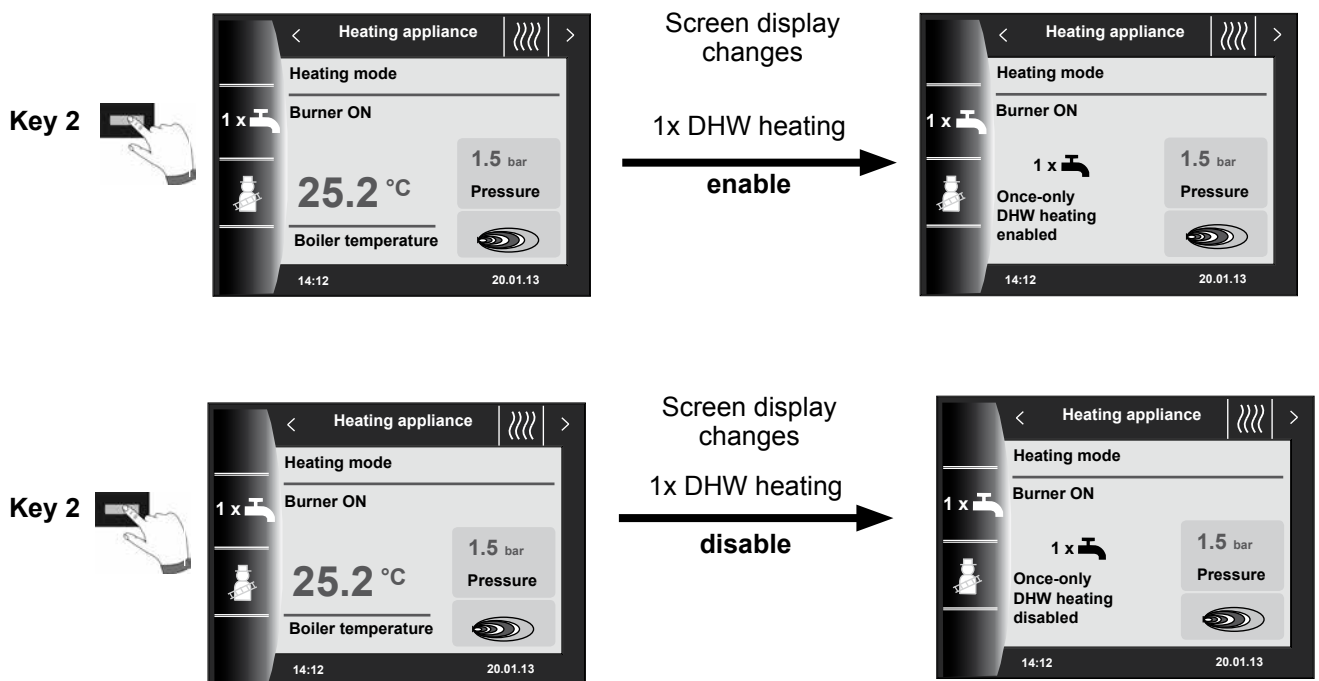 Key 2
< Heating appliance >
Heating mode
Burner ON
1 x
25.2 °C
Boiler temperature
1.5 bar
Pressure
14:12 20.01.13
Screen display
changes
1x DHW heating
enable
< Heating appliance >
Heating mode
Burner ON
1 x
1 x
Once-only
DHW heating
enabled
1.5 bar
Pressure
14:12 20.01.13
Key 2
< Heating appliance >
Heating mode
Burner ON
1 x
25.2 °C
Boiler temperature
1.5 bar
Pressure
14:12 20.01.13
Screen display
changes
1x DHW heating
disable
< Heating appliance >
Heating mode
Burner ON
1 x
1 x
Once-only
DHW heating
disabled
1.5 bar
Pressure
14:12 20.01.13